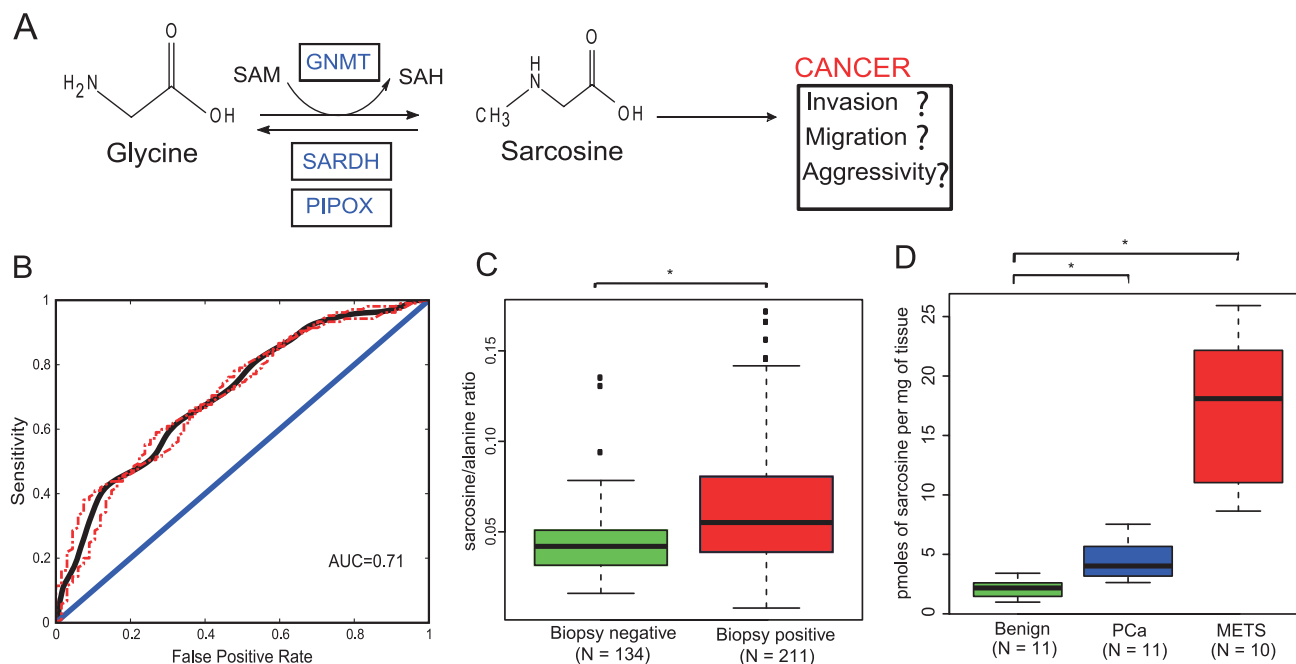 A
H₂N
O
OH
Glycine
SAM
GNMT
SAH
SARDH
PIPOX
H
N
CH₃
O
OH
Sarcosine
CANCER
Invasion ?
Migration ?
Aggressivity?
B
Sensitivity
1
0.8
0.6
0.4
0.2
0
0
0.2
0.4
0.6
0.8
1
AUC=0.71
False Positive Rate
C
*
sarcosine/alanine ratio
0.15
0.10
0.05
Biopsy negative
(N = 134)
Biopsy positive
(N = 211)
D
*
*
pmoles of sarcosine per mg of tissue
25
20
15
10
5
0
Benign
(N = 11)
PCa
(N = 11)
METS
(N = 10)